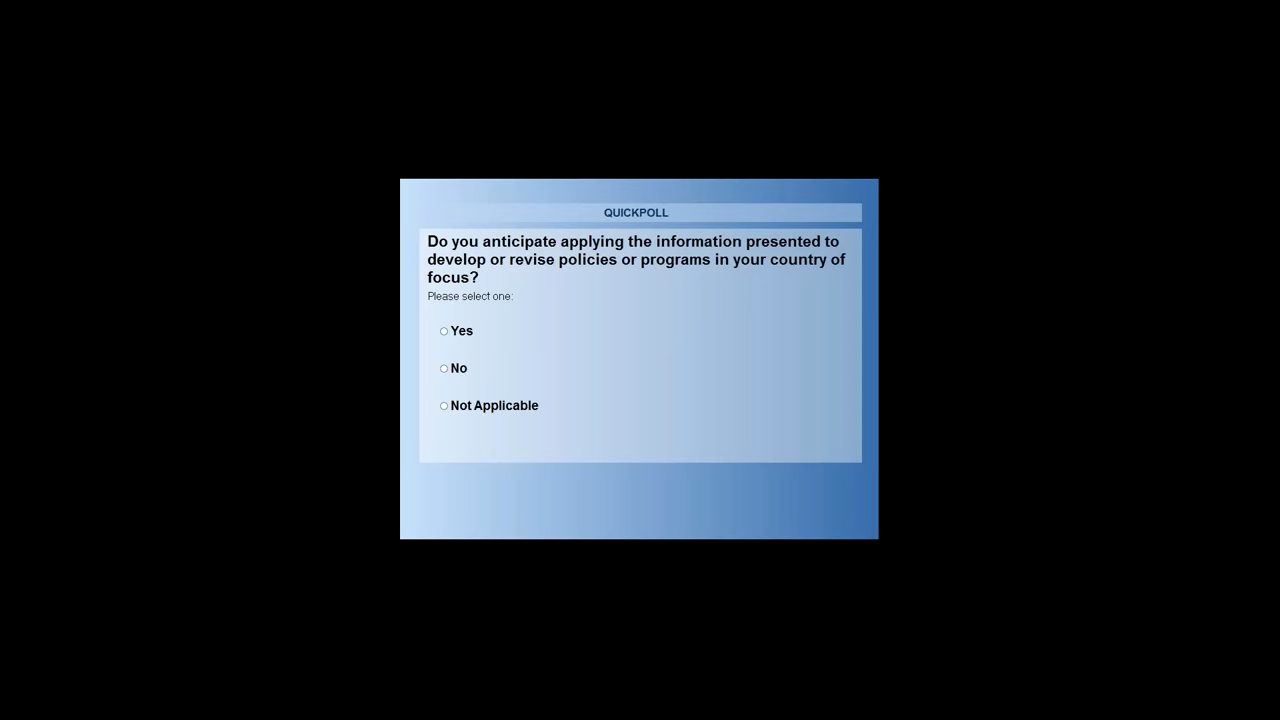 QUICKPOLL
Do you anticipate applying the information presented to
develop or revise policies or programs in your country of
focus?
Please select one:
Yes
No
Not Applicable